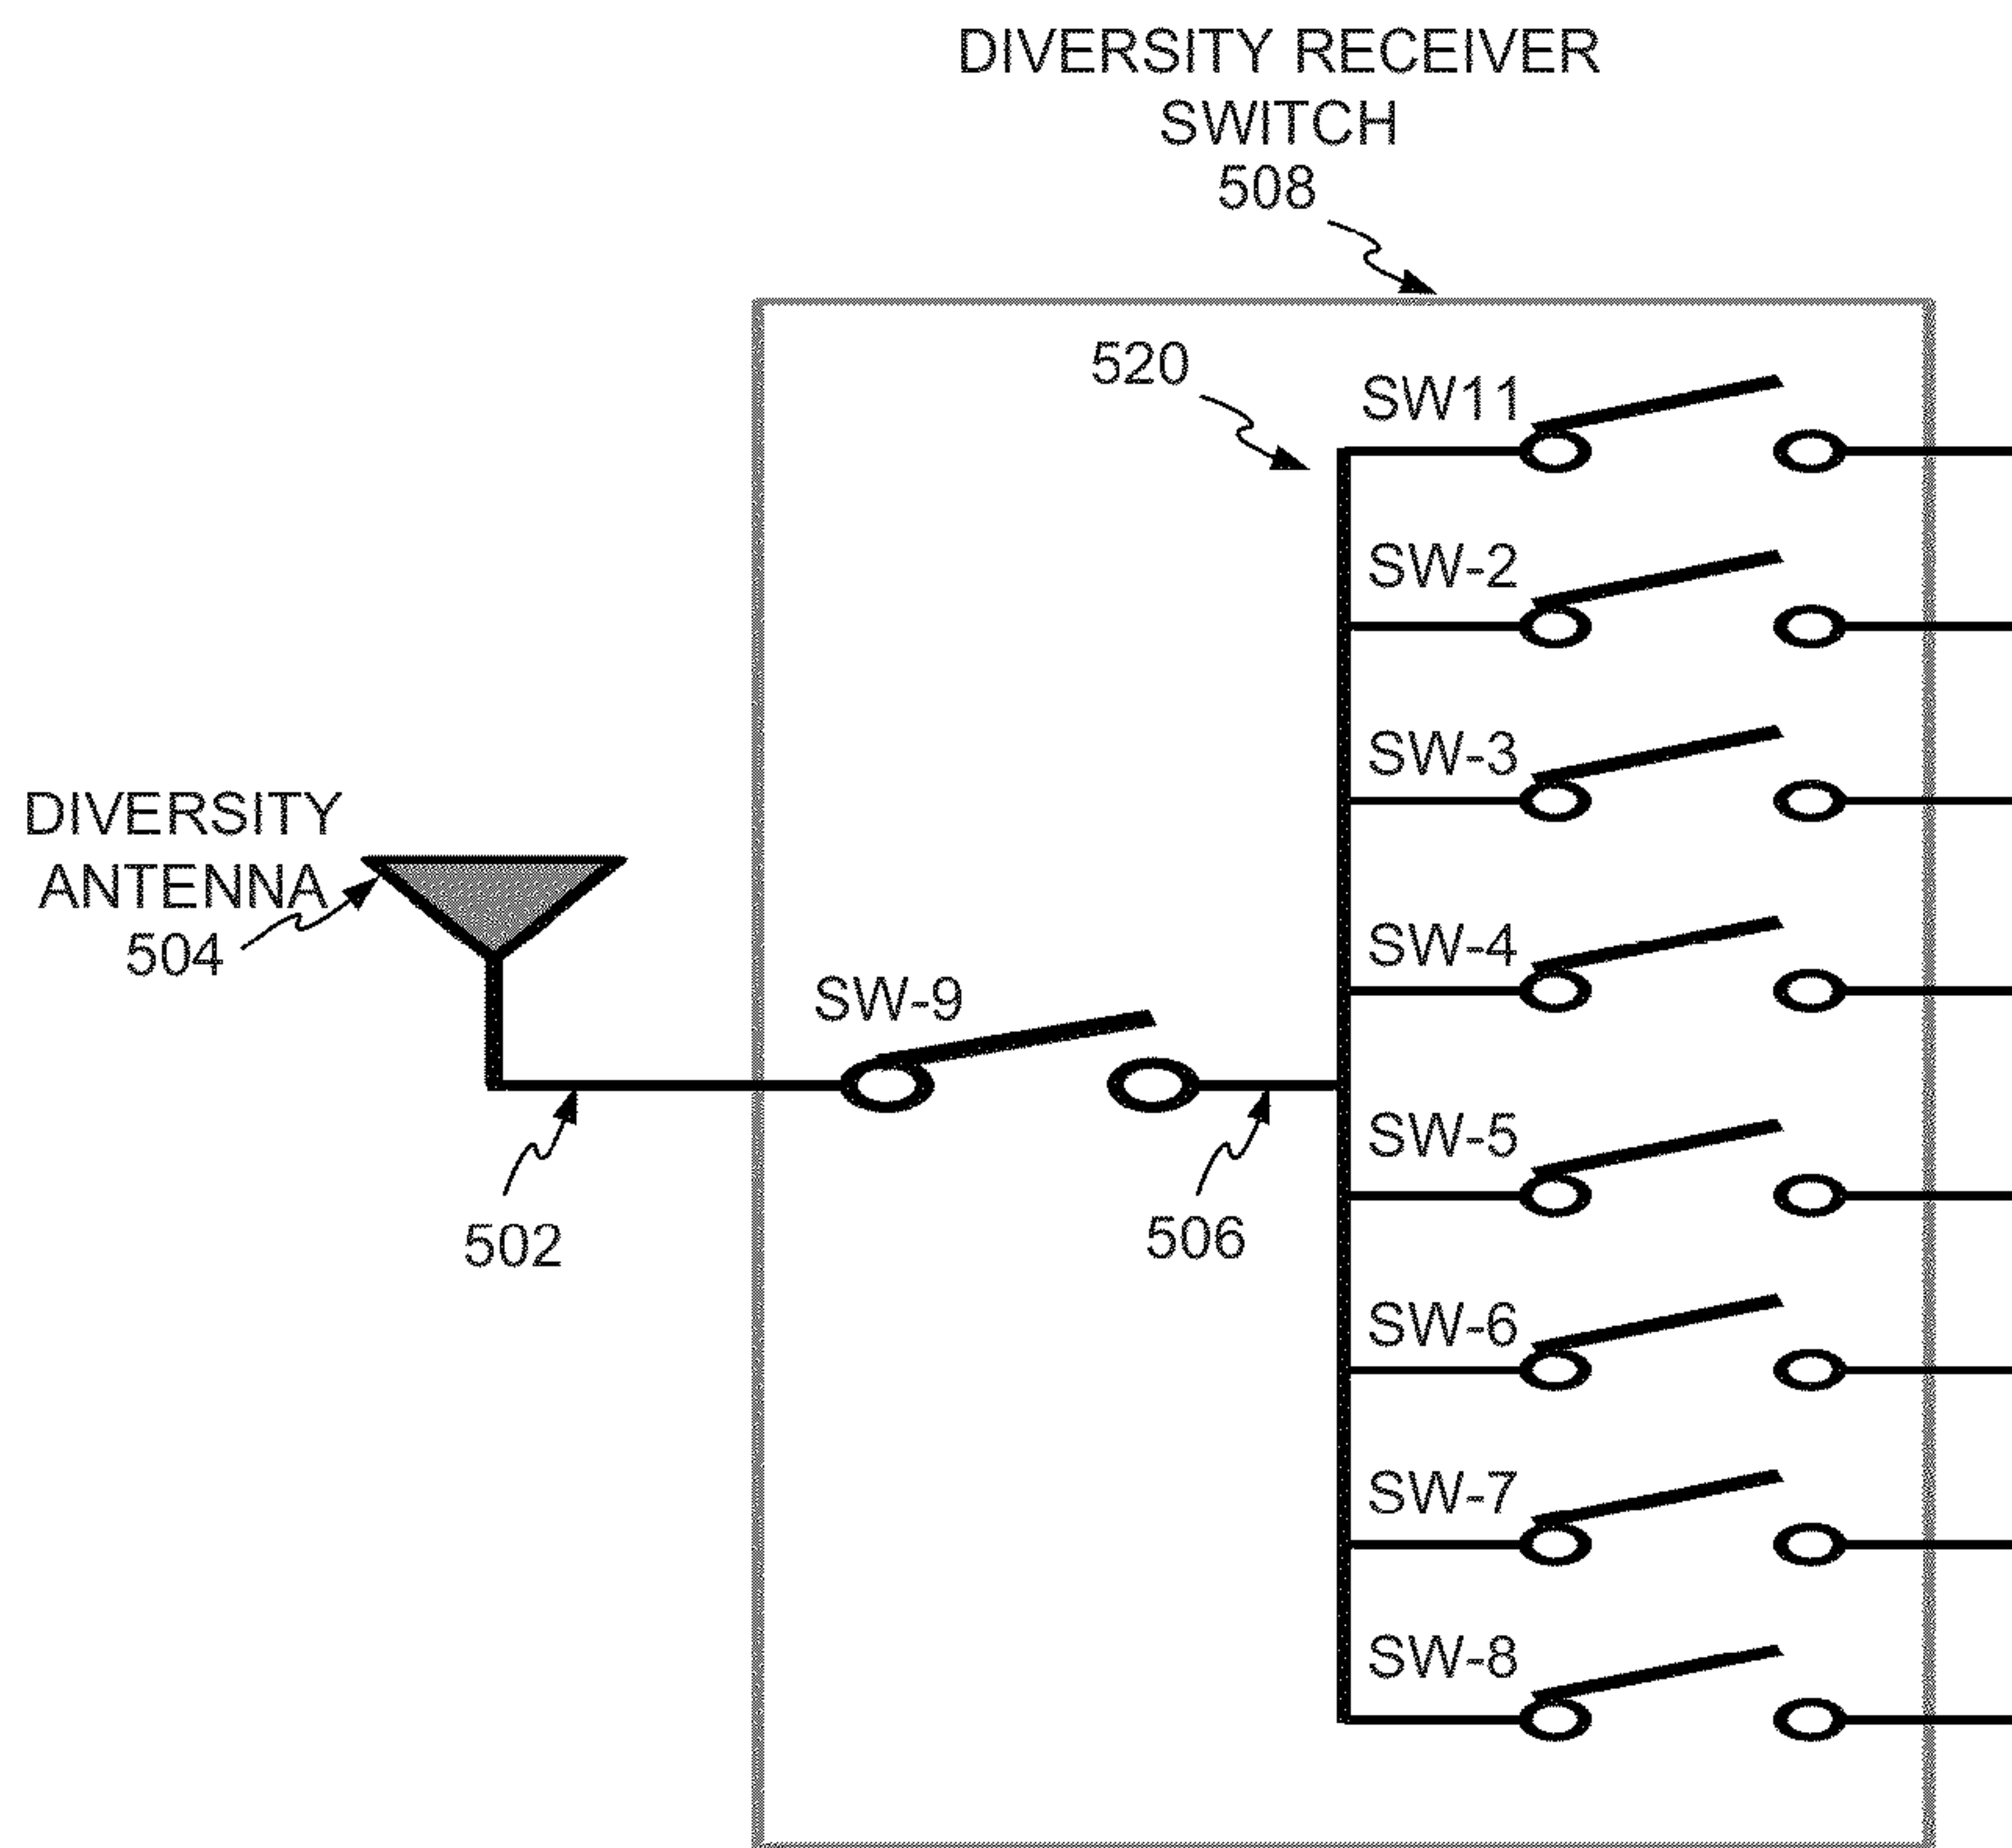 DIVERSITY RECEIVER
SWITCH
508
520
SW11
SW-2
SW-3
DIVERSITY
ANTENNA
504
SW-4
SW-9
SW-5
502
506
SW-6
SW-7
SW-8